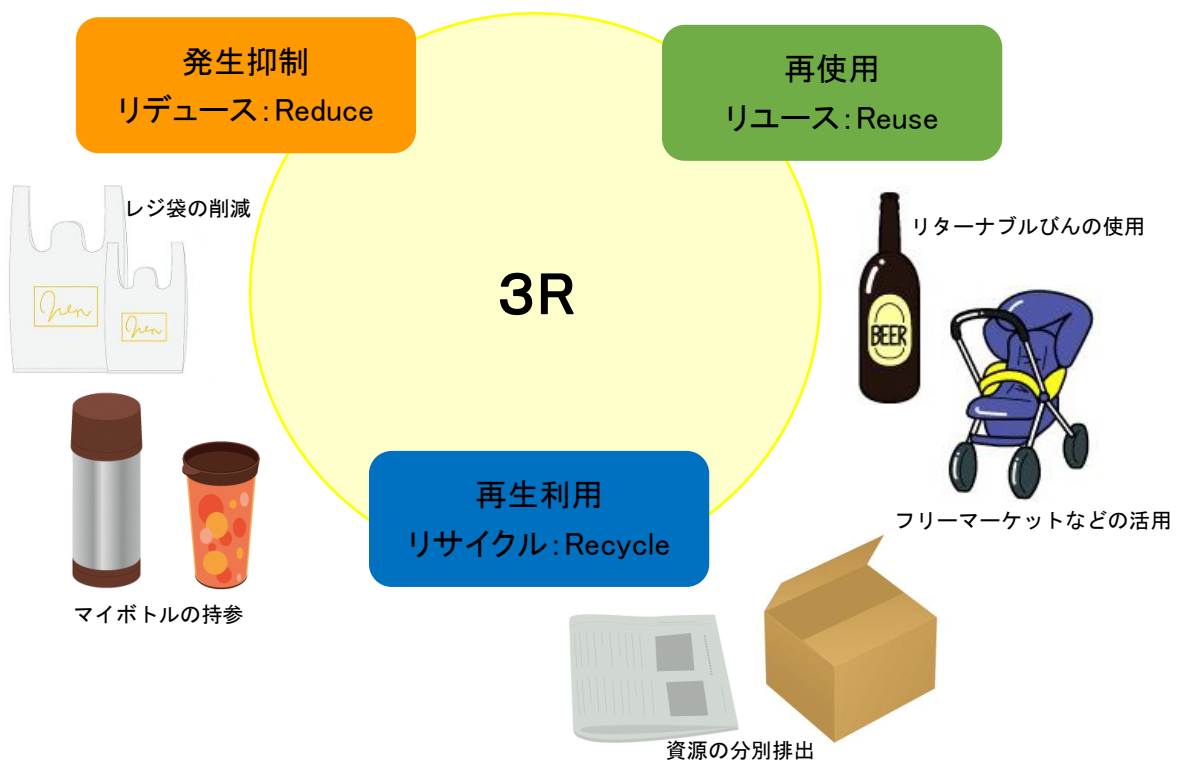 発生抑制
リデュース：Reduce
再使用
リユース：Reuse
レジ袋の削減
リターナブルびんの使用
3R
BEER
再生利用
リサイクル：Recycle
フリーマーケットなどの活用
マイボトルの持参
資源の分別排出